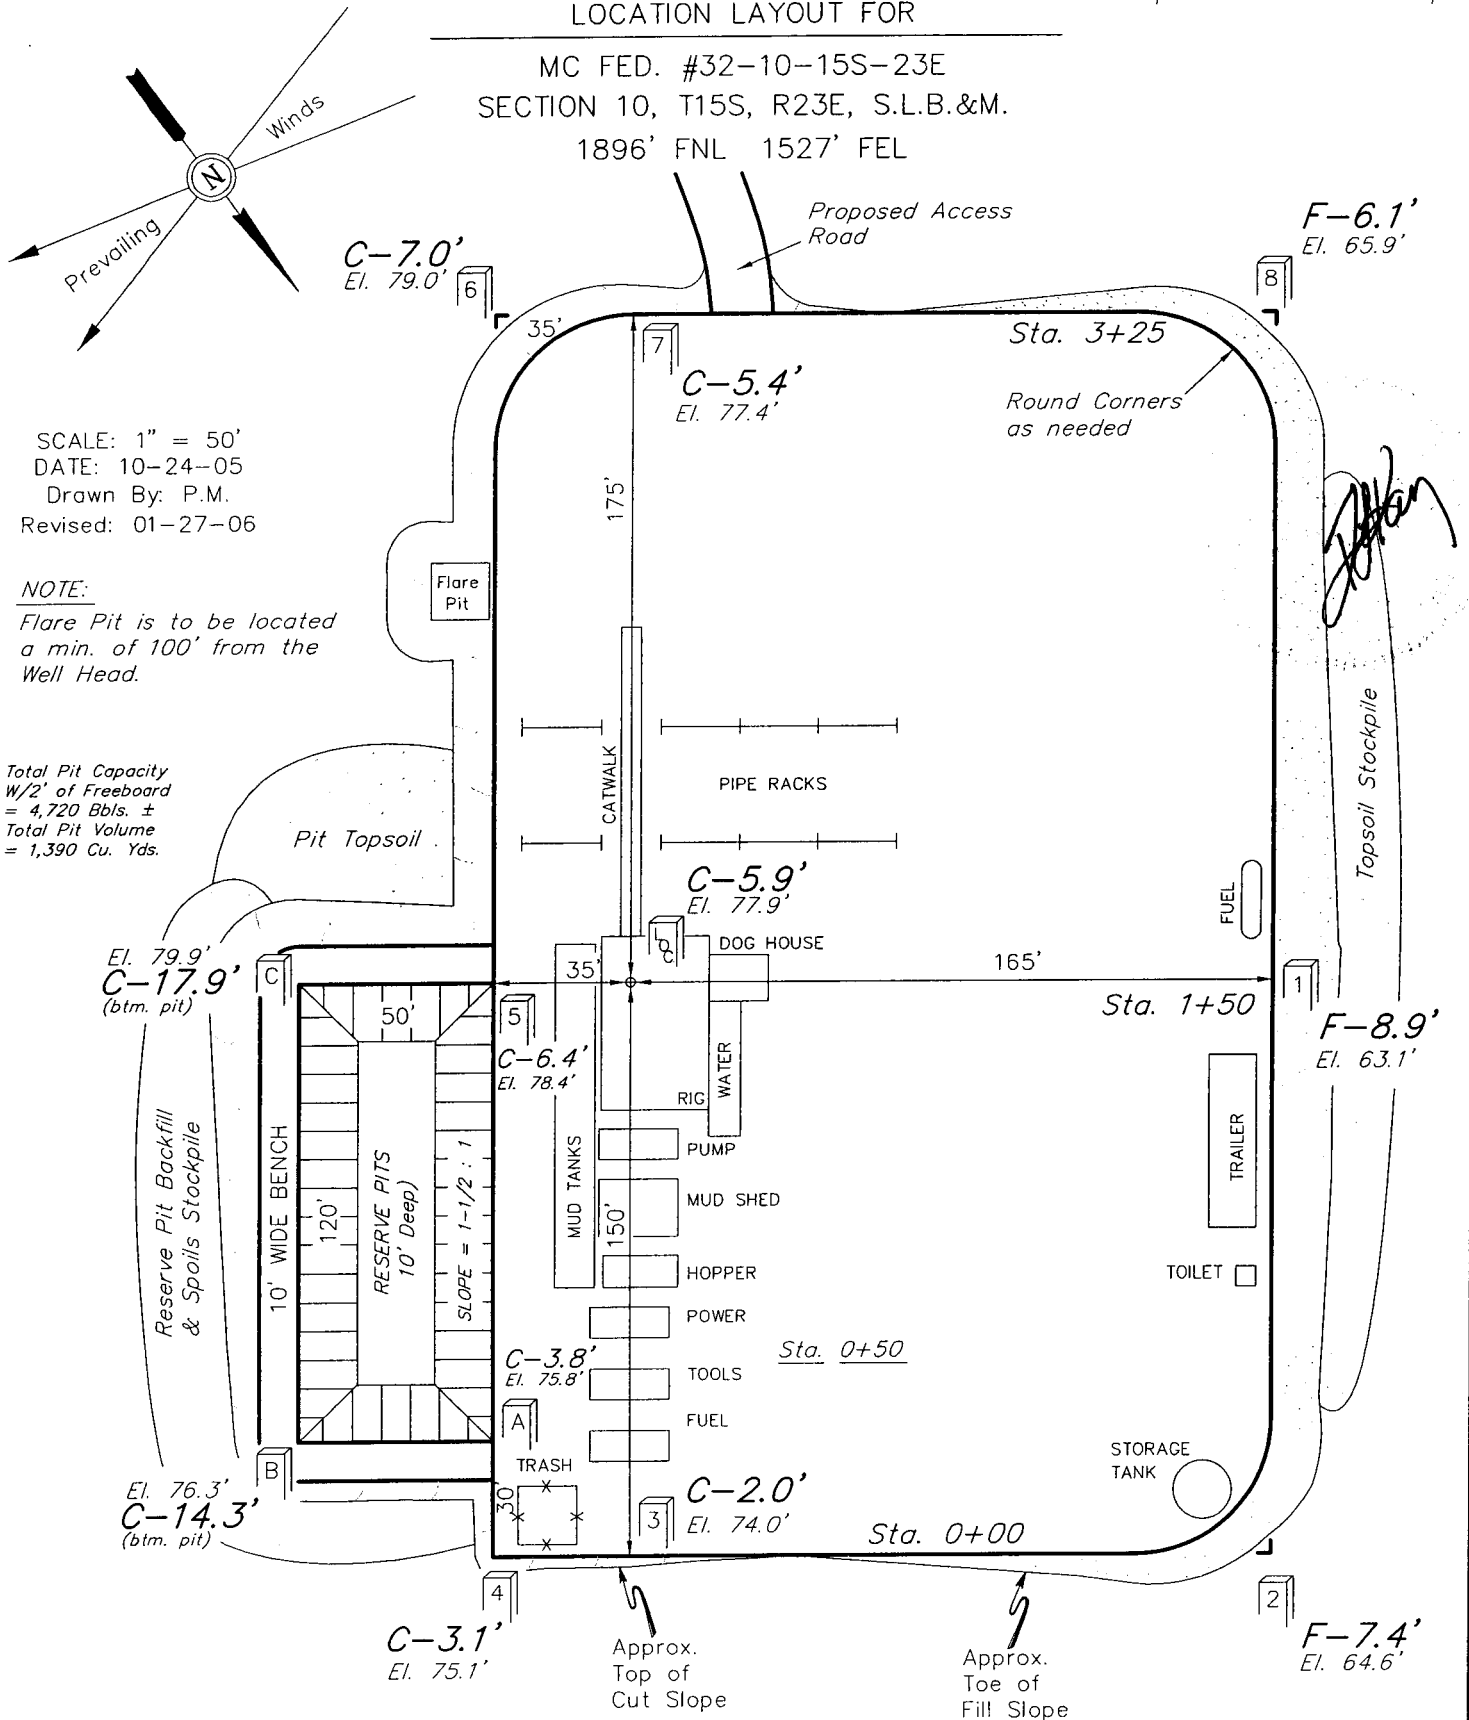 LOCATION LAYOUT FOR
MC FED. #32-10-15S-23E
SECTION 10, T15S, R23E, S.L.B.&M.
1896' FNL 1527' FEL
Winds
N
Prevailing
Proposed Access
Road
C-7.0'
El. 79.0'
6
F-6.1'
El. 65.9'
8
35'
7
Sta. 3+25
C-5.4'
El. 77.4'
Round Corners
as needed
SCALE: 1" = 50'
DATE: 10-24-05
Drawn By: P.M.
Revised: 01-27-06
175'
NOTE:
Flare Pit is to be located
a min. of 100' from the
Well Head.
Flare
Pit
Topsoil Stockpile
Total Pit Capacity
W/2' of Freeboard
= 4,720 Bbls. ±
Total Pit Volume
= 1,390 Cu. Yds.
Pit Topsoil
CATWALK
PIPE RACKS
C-5.9'
El. 77.9'
LOC
DOG HOUSE
FUEL
El. 79.9'
C-17.9'
(btm. pit)
C
35'
165'
1
50'
5
Sta. 1+50
F-8.9'
El. 63.1'
C-6.4'
El. 78.4'
WATER
RIG
Reserve Pit Backfill
& Spoils Stockpile
10' WIDE BENCH
120'
RESERVE PITS
10' Deep)
SLOPE = 1-1/2 : 1
MUD TANKS
150'
PUMP
MUD SHED
HOPPER
POWER
TRAILER
TOILET
Sta. 0+50
C-3.8'
El. 75.8'
TOOLS
A
FUEL
B
TRASH
STORAGE
TANK
El. 76.3'
C-14.3'
(btm. pit)
30'
3
C-2.0'
El. 74.0'
Sta. 0+00
4
2
C-3.1'
El. 75.1'
Approx.
Top of
Cut Slope
Approx.
Toe of
Fill Slope
F-7.4'
El. 64.6'